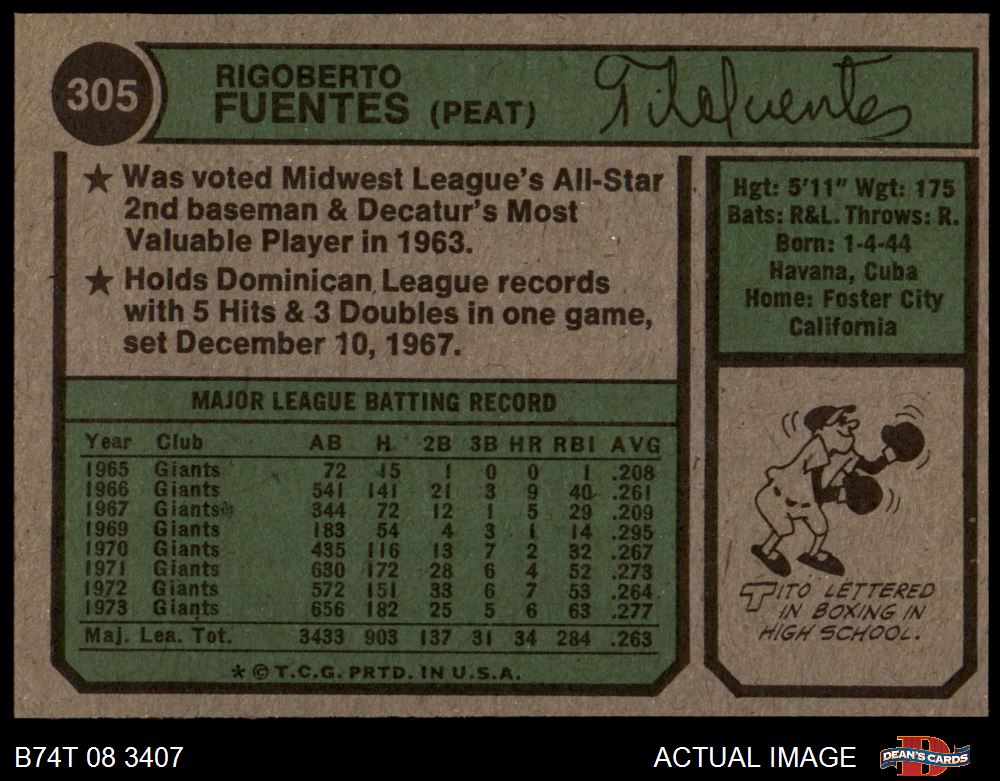 305
RIGOBERTO
FUENTES (PEAT)
Tito Fuentes
★ Was voted Midwest League's All-Star
2nd baseman & Decatur's Most
Valuable Player in 1963.
★ Holds Dominican League records
with 5 Hits & 3 Doubles in one game,
set December 10, 1967.
Hgt: 5'11" Wgt: 175
Bats: R&L. Throws: R.
Born: 1-4-44
Havana, Cuba
Home: Foster City
California
MAJOR LEAGUE BATTING RECORD
Year Club AB H 2B 3B HR RBI AVG
1965 Giants 72 15 1 0 0 1 .208
1966 Giants 541 141 21 3 9 40 .261
1967 Giants 344 72 12 1 5 29 .209
1969 Giants 183 54 4 3 1 14 .295
1970 Giants 435 116 13 7 2 32 .267
1971 Giants 630 172 28 6 4 52 .273
1972 Giants 572 151 33 6 7 53 .264
1973 Giants 656 182 25 5 6 63 .277
Maj. Lea. Tot. 3433 903 137 31 34 284 .263
* © T.C.G. PRTD. IN U.S.A.
TITO LETTERED
IN BOXING IN
HIGH SCHOOL.
B74T 08 3407
ACTUAL IMAGE
DEAN'S CARDS